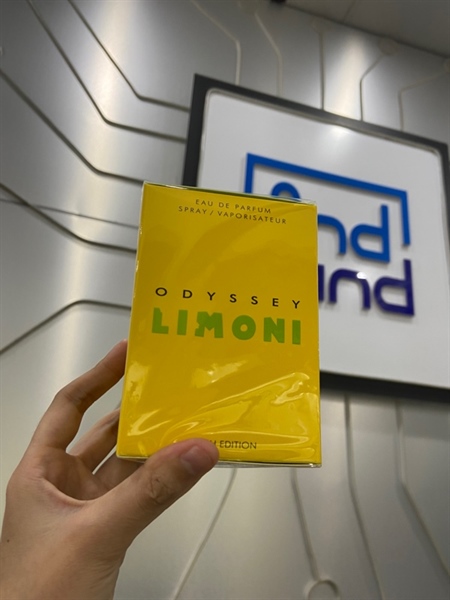 EAU DE PARFUM
SPRAY / VAPORISATEUR
ODYSSEY
LIMONI
EDITION